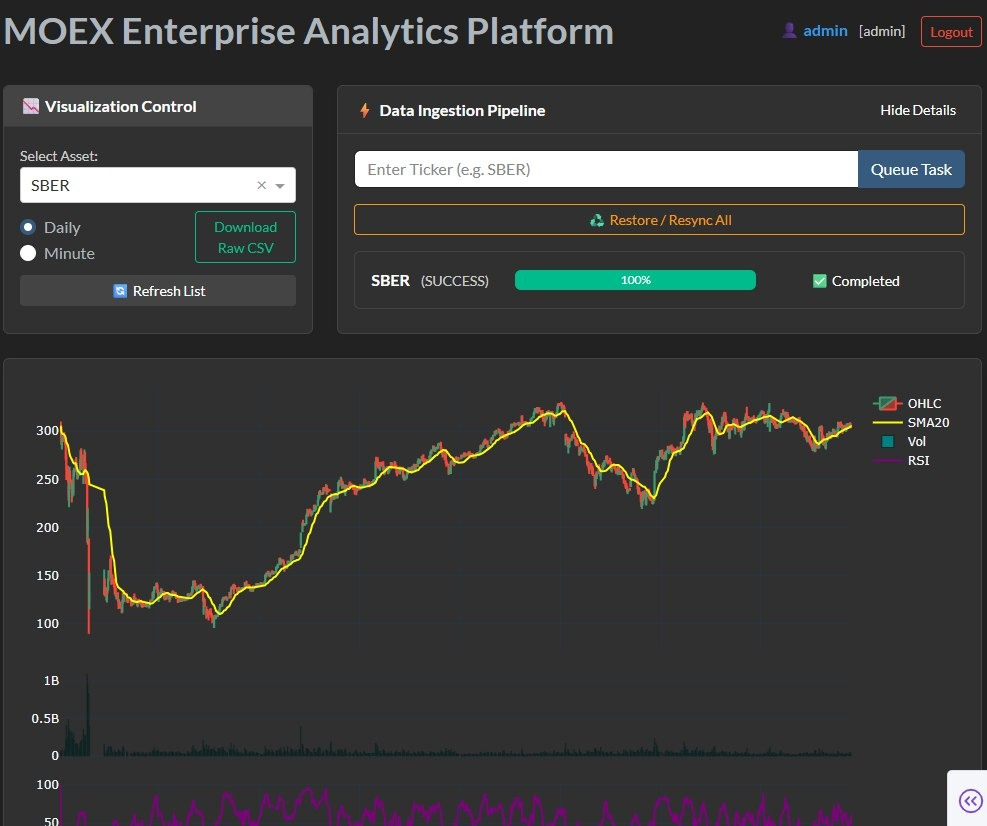 MOEX Enterprise Analytics Platform
admin [admin] Logout
Visualization Control
Select Asset:
SBER
Daily
Minute
Download
Raw CSV
Refresh List
Data Ingestion Pipeline
Hide Details
Enter Ticker (e.g. SBER)
Queue Task
Restore / Resync All
SBER (SUCCESS) 100% Completed
OHLC
SMA20
Vol
RSI
300
250
200
150
100
1B
0.5B
0
100
50